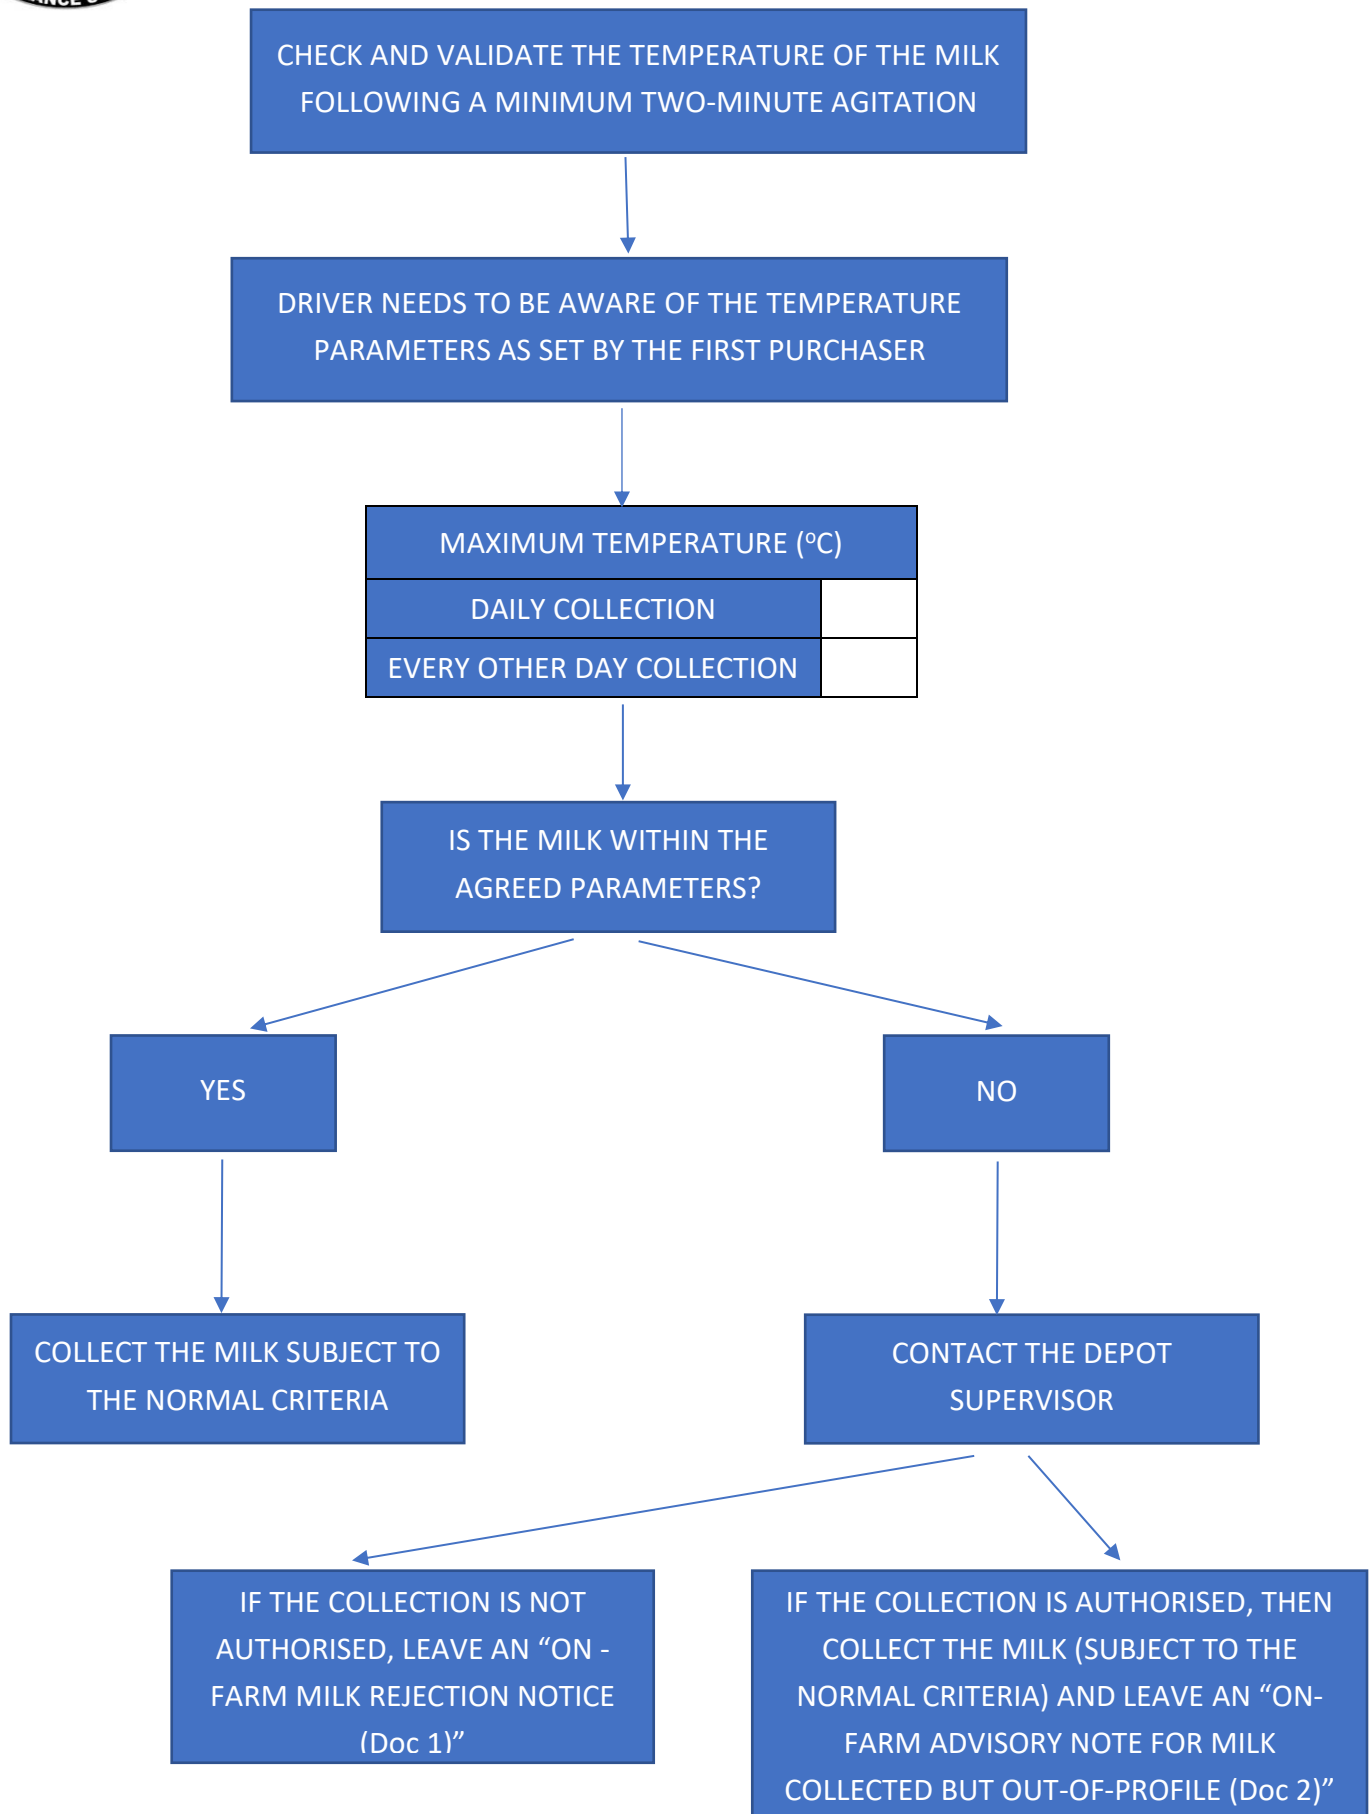 CHECK AND VALIDATE THE TEMPERATURE OF THE MILK
FOLLOWING A MINIMUM TWO-MINUTE AGITATION
DRIVER NEEDS TO BE AWARE OF THE TEMPERATURE
PARAMETERS AS SET BY THE FIRST PURCHASER
MAXIMUM TEMPERATURE (ºC)
DAILY COLLECTION
EVERY OTHER DAY COLLECTION
IS THE MILK WITHIN THE
AGREED PARAMETERS?
YES
NO
COLLECT THE MILK SUBJECT TO
THE NORMAL CRITERIA
CONTACT THE DEPOT
SUPERVISOR
IF THE COLLECTION IS NOT
AUTHORISED, LEAVE AN “ON -
FARM MILK REJECTION NOTICE
(Doc 1)”
IF THE COLLECTION IS AUTHORISED, THEN
COLLECT THE MILK (SUBJECT TO THE
NORMAL CRITERIA) AND LEAVE AN “ON-
FARM ADVISORY NOTE FOR MILK
COLLECTED BUT OUT-OF-PROFILE (Doc 2)”